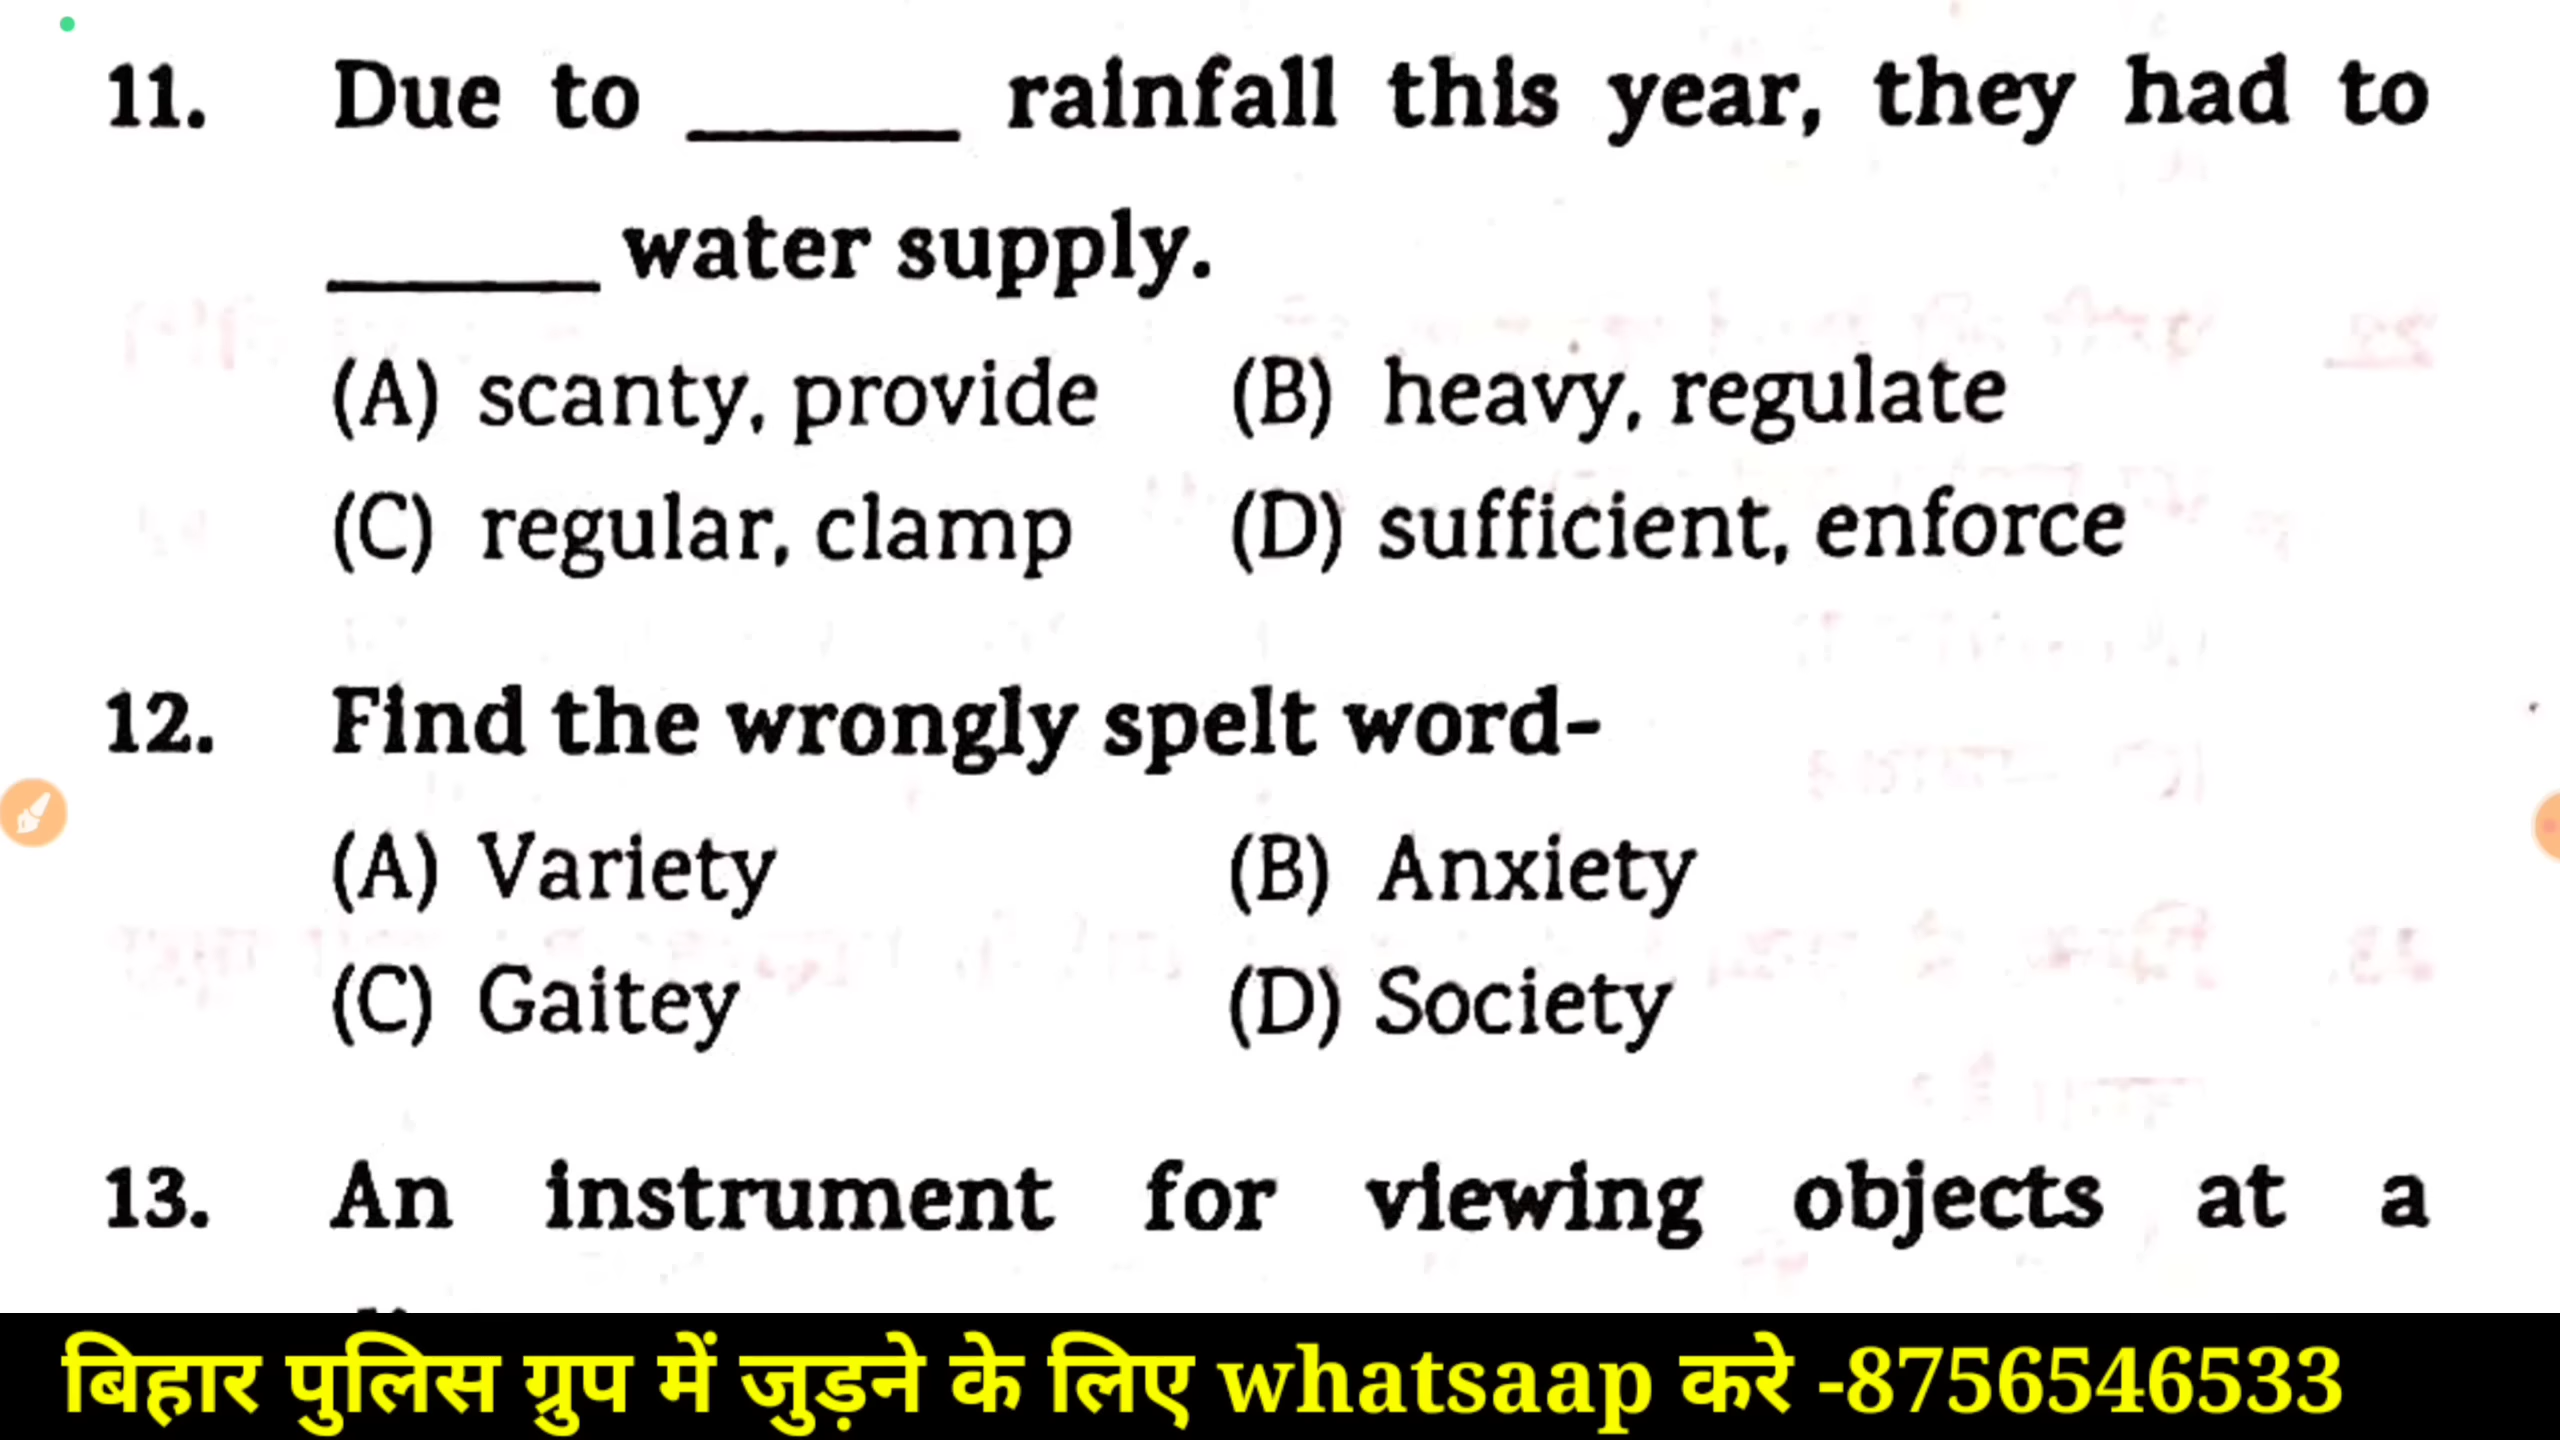 11. Due to ______ rainfall this year, they had to
______ water supply.
(A) scanty, provide (B) heavy, regulate
(C) regular, clamp (D) sufficient, enforce
12. Find the wrongly spelt word-
(A) Variety (B) Anxiety
(C) Gaitey (D) Society
13. An instrument for viewing objects at a
बिहार पुलिस ग्रुप में जुड़ने के लिए whatsaap करे -8756546533